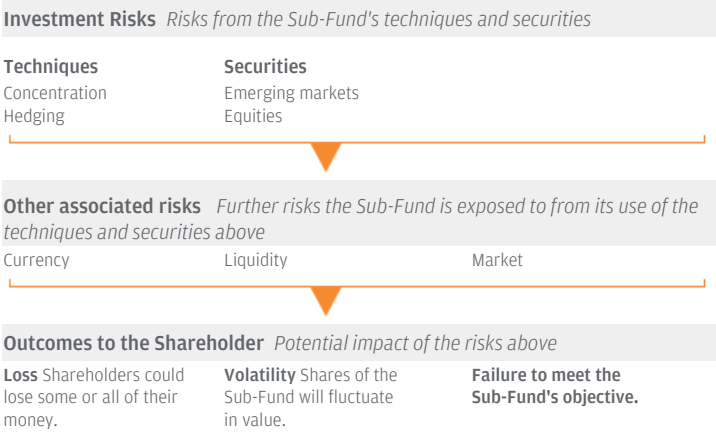 Investment Risks Risks from the Sub-Fund's techniques and securities
Techniques Securities
Concentration Emerging markets
Hedging Equities
Other associated risks Further risks the Sub-Fund is exposed to from its use of the
techniques and securities above
Currency Liquidity Market
Outcomes to the Shareholder Potential impact of the risks above
Loss Shareholders could
lose some or all of their
money.
Volatility Shares of the
Sub-Fund will fluctuate
in value.
Failure to meet the
Sub-Fund's objective.